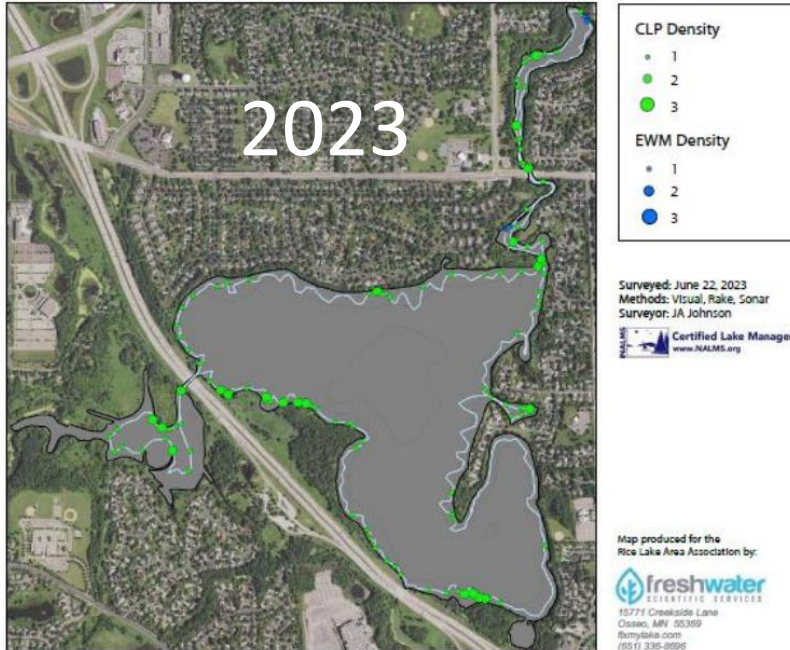 2023
CLP Density
1
2
3
EWM Density
1
2
3
Surveyed: June 22, 2023
Methods: Visual, Rake, Sonar
Surveyor: JA Johnson
NALMS
Certified Lake Manager
www.NALMS.org
Map produced for the
Rice Lake Area Association by:
freshwater
SCIENTIFIC SERVICES
15771 Creekside Lane
Osseo, MN 55369
fixmylake.com
(651) 336-8696